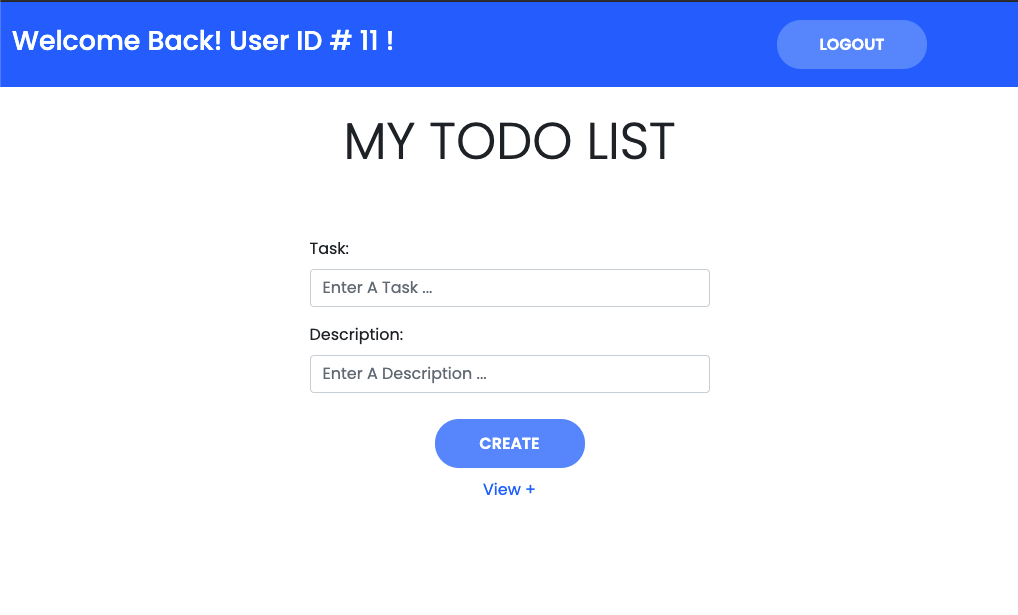 Welcome Back! User ID # 11 !
LOGOUT
MY TODO LIST
Task:
Enter A Task ...
Description:
Enter A Description ...
CREATE
View +